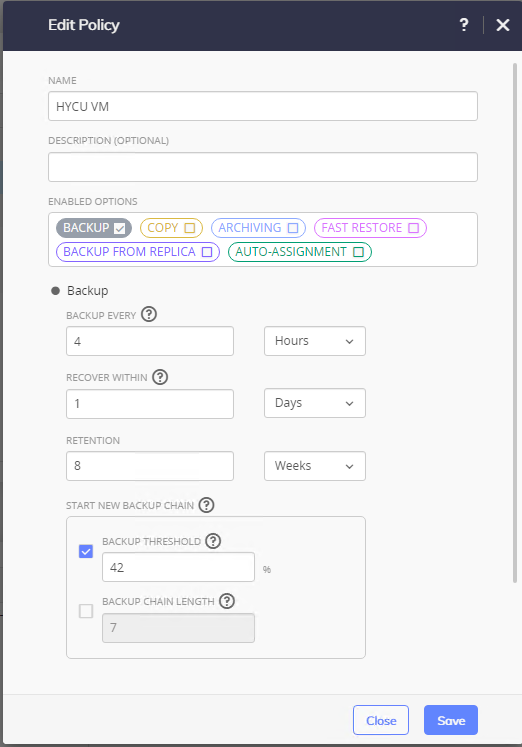 Edit Policy ?
NAME
HYCU VM
DESCRIPTION (OPTIONAL)
ENABLED OPTIONS
BACKUP COPY ARCHIVING FAST RESTORE
BACKUP FROM REPLICA AUTO-ASSIGNMENT
Backup
BACKUP EVERY ?
4 Hours
RECOVER WITHIN ?
1 Days
RETENTION
8 Weeks
START NEW BACKUP CHAIN ?
BACKUP THRESHOLD ?
42 %
BACKUP CHAIN LENGTH ?
7
Close Save